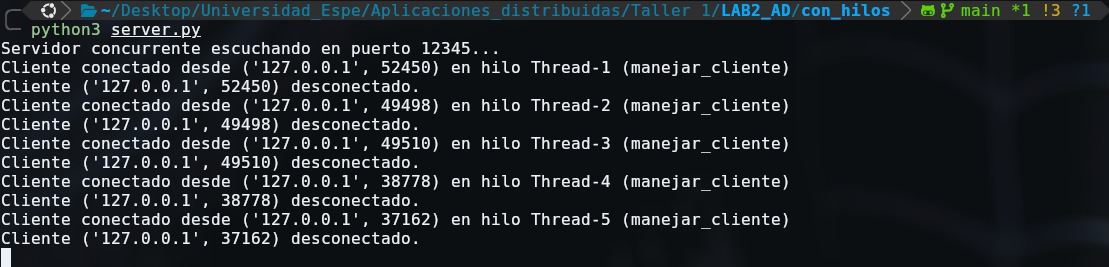 ~/Desktop/Universidad_Espe/Aplicaciones_distribuidas/Taller 1/LAB2_AD/con_hilos main *1 !3 ?1
python3 server.py
Servidor concurrente escuchando en puerto 12345...
Cliente conectado desde ('127.0.0.1', 52450) en hilo Thread-1 (manejar_cliente)
Cliente ('127.0.0.1', 52450) desconectado.
Cliente conectado desde ('127.0.0.1', 49498) en hilo Thread-2 (manejar_cliente)
Cliente ('127.0.0.1', 49498) desconectado.
Cliente conectado desde ('127.0.0.1', 49510) en hilo Thread-3 (manejar_cliente)
Cliente ('127.0.0.1', 49510) desconectado.
Cliente conectado desde ('127.0.0.1', 38778) en hilo Thread-4 (manejar_cliente)
Cliente ('127.0.0.1', 38778) desconectado.
Cliente conectado desde ('127.0.0.1', 37162) en hilo Thread-5 (manejar_cliente)
Cliente ('127.0.0.1', 37162) desconectado.